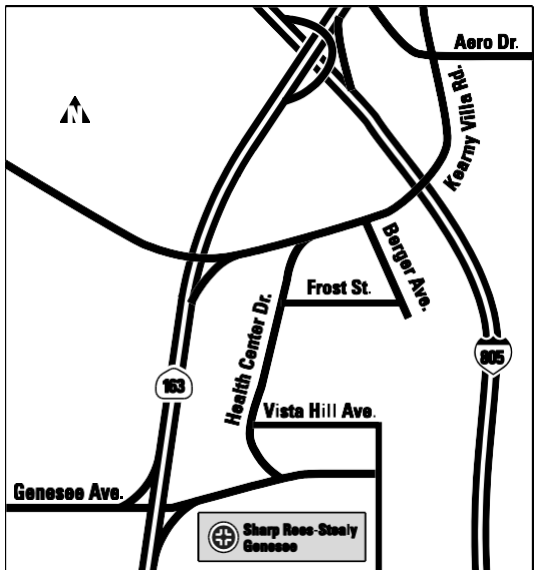 Aero Dr.
N
Kearny Villa Rd.
Berger Ave.
Frost St.
Health Center Dr.
805
163
Vista Hill Ave.
Genesee Ave.
Sharp Rees-Stealy
Genesee